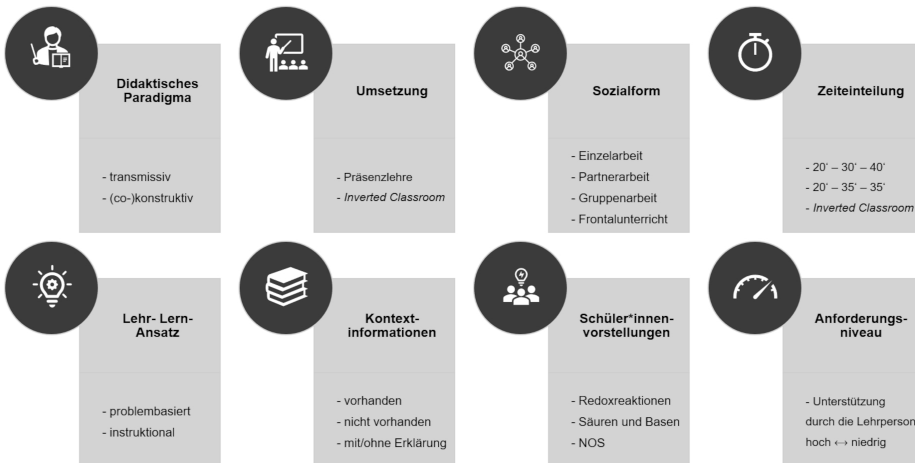 Didaktisches
Paradigma
- transmissiv
- (co-)konstruktiv
Umsetzung
- Präsenzlehre
- Inverted Classroom
Sozialform
- Einzelarbeit
- Partnerarbeit
- Gruppenarbeit
- Frontalunterricht
Zeiteinteilung
- 20‘ – 30‘ – 40‘
- 20‘ – 35‘ – 35‘
- Inverted Classroom
Lehr- Lern-
Ansatz
- problembasiert
- instruktional
Kontext-
informationen
- vorhanden
- nicht vorhanden
- mit/ohne Erklärung
Schüler*innen-
vorstellungen
- Redoxreaktionen
- Säuren und Basen
- NOS
Anforderungs-
niveau
- Unterstützung
durch die Lehrperson
hoch ↔ niedrig